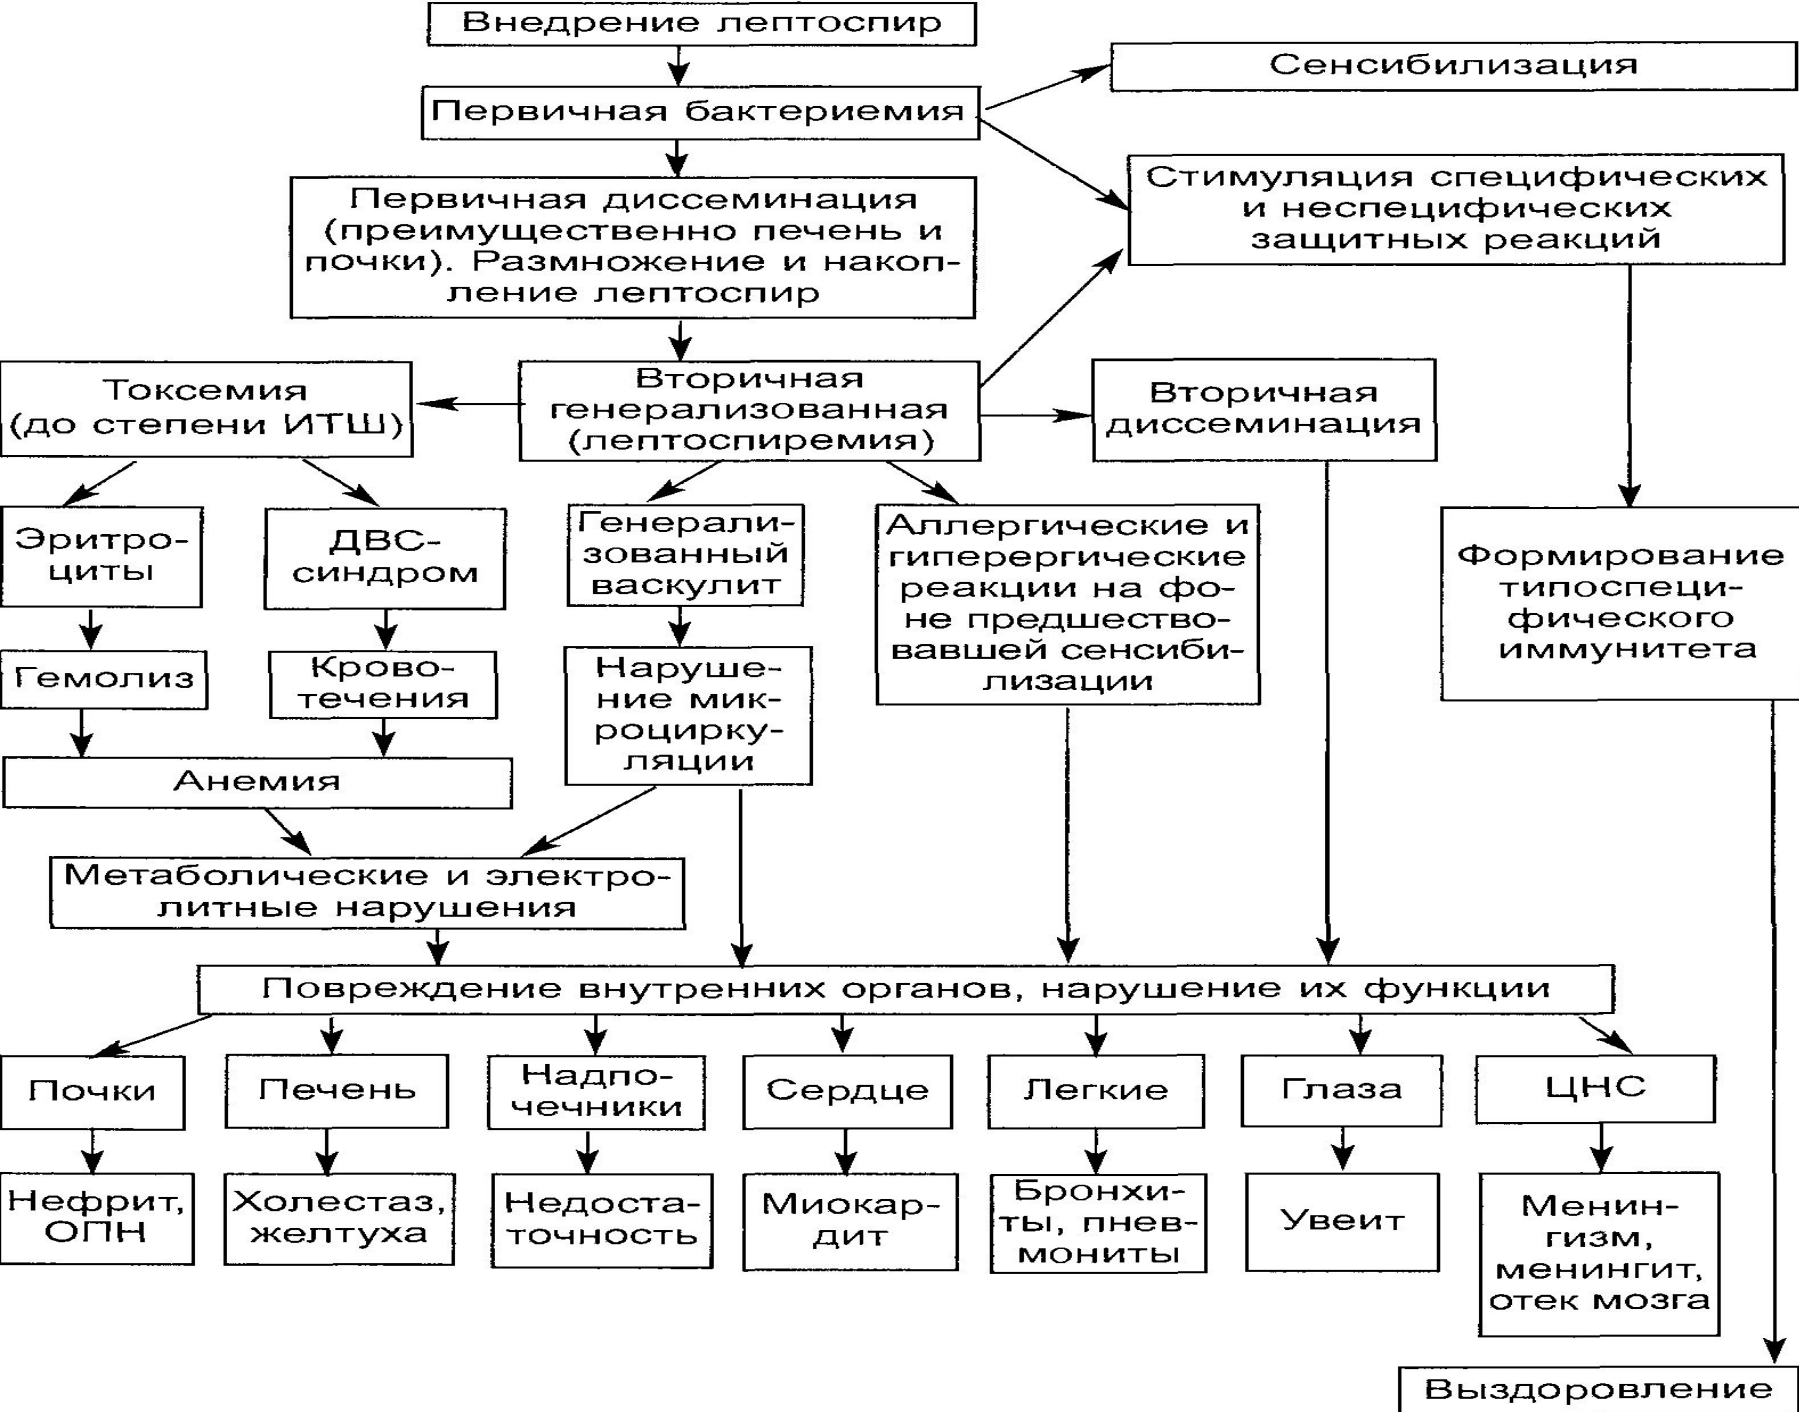 Внедрение лептоспир
Сенсибилизация
Первичная бактериемия
Стимуляция специфических
и неспецифических
защитных реакций
Первичная диссеминация
(преимущественно печень и
почки). Размножение и накоп-
ление лептоспир
Токсемия
(до степени ИТШ)
Вторичная
генерализованная
(лептоспиремия)
Вторичная
диссеминация
Эритро-
циты
ДВС-
синдром
Генерали-
зованный
васкулит
Аллергические и
гиперергические
реакции на фо-
не предшество-
вавшей сенсиби-
лизации
Формирование
типоспеци-
фического
иммунитета
Гемолиз
Крово-
течения
Наруше-
ние мик-
роцирку-
ляции
Анемия
Метаболические и электро-
литные нарушения
Повреждение внутренних органов, нарушение их функции
Почки
Печень
Надпо-
чечники
Сердце
Легкие
Глаза
ЦНС
Нефрит,
ОПН
Холестаз,
желтуха
Недоста-
точность
Миокар-
дит
Бронхи-
ты, пнев-
мониты
Увеит
Менин-
гизм,
менингит,
отек мозга
Выздоровление